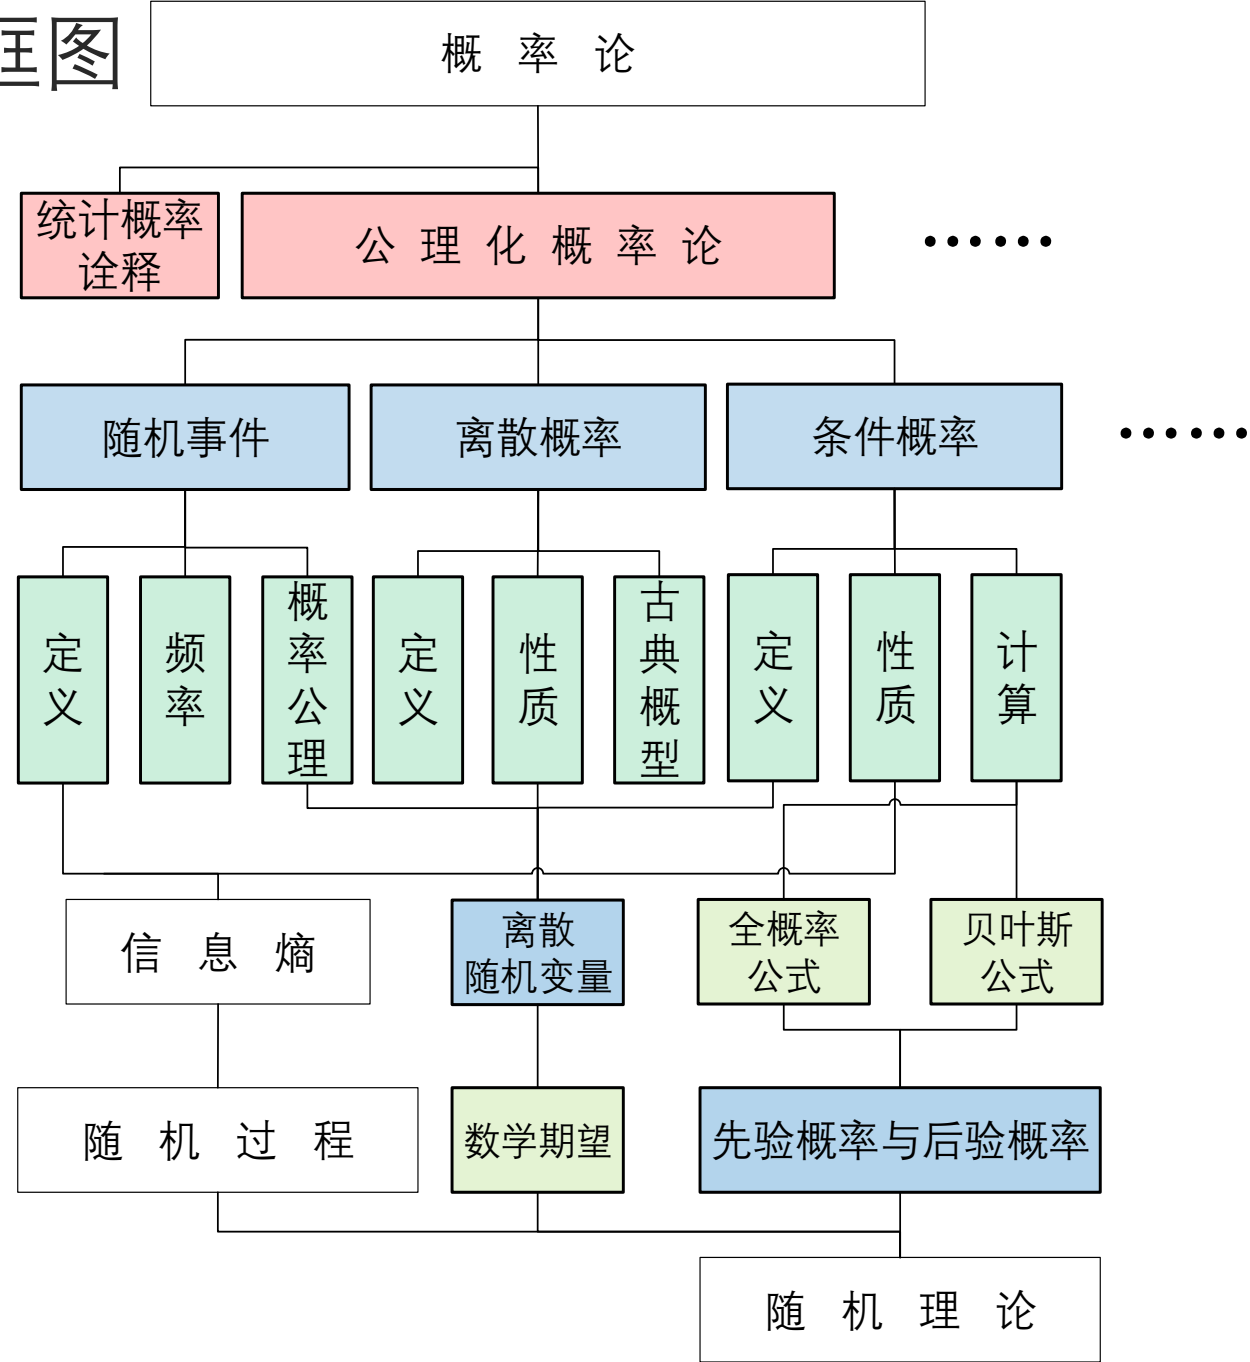 框图
概 率 论
统计概率
诠释
公 理 化 概 率 论
……
随机事件
离散概率
条件概率
……
定义
频率
概率公理
定义
性质
古典概型
定义
性质
计算
信 息 熵
离散
随机变量
全概率
公式
贝叶斯
公式
随 机 过 程
数学期望
先验概率与后验概率
随 机 理 论